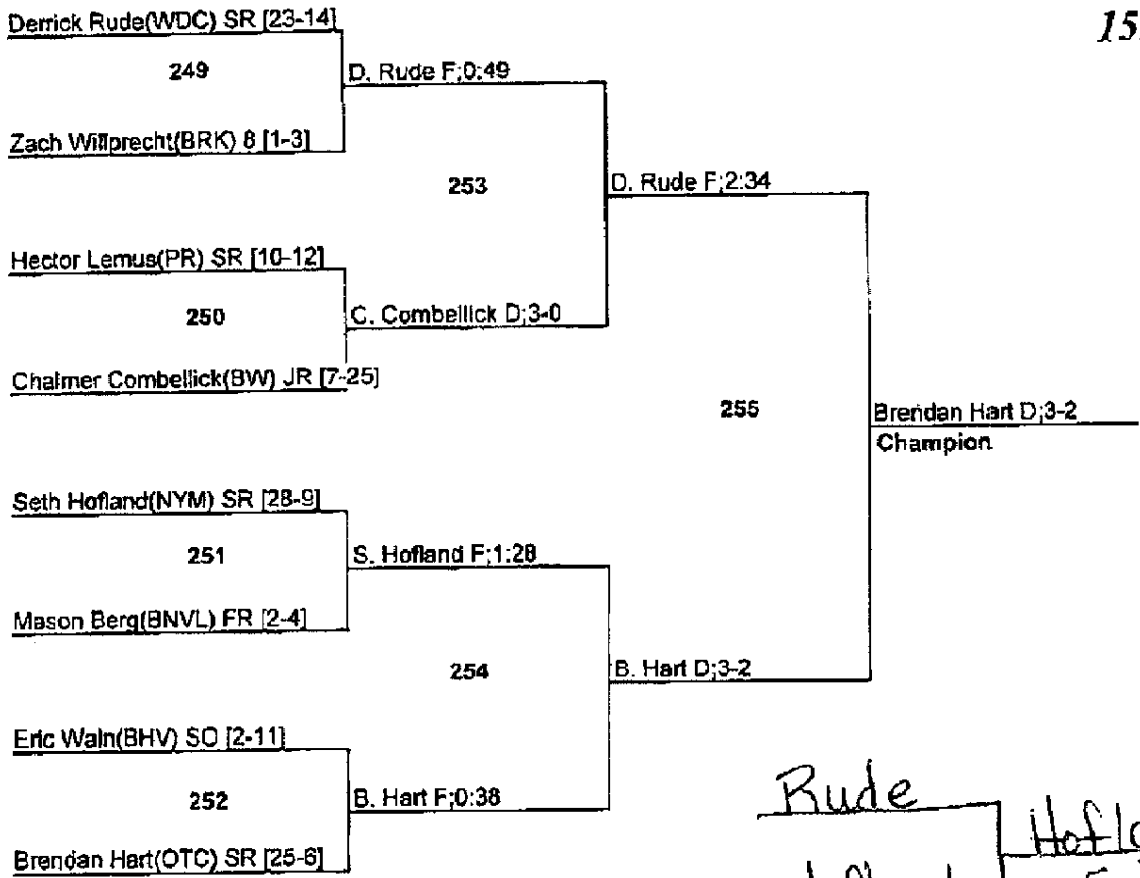 Derrick Rude(WDC) SR [23-14]
249
D. Rude F;0:49
Zach Willprecht(BRK) 8 [1-3]
253
D. Rude F;2:34
Hector Lemus(PR) SR [10-12]
250
C. Combellick D;3-0
Chalmer Combellick(BW) JR [7-25]
255
Brendan Hart D;3-2
Champion
Seth Hofland(NYM) SR [28-9]
251
S. Hofland F;1:28
Mason Berg(BNVL) FR [2-4]
254
B. Hart D;3-2
Eric Waln(BHV) SO [2-11]
252
B. Hart F;0:38
Brendan Hart(OTC) SR [25-6]
Rude